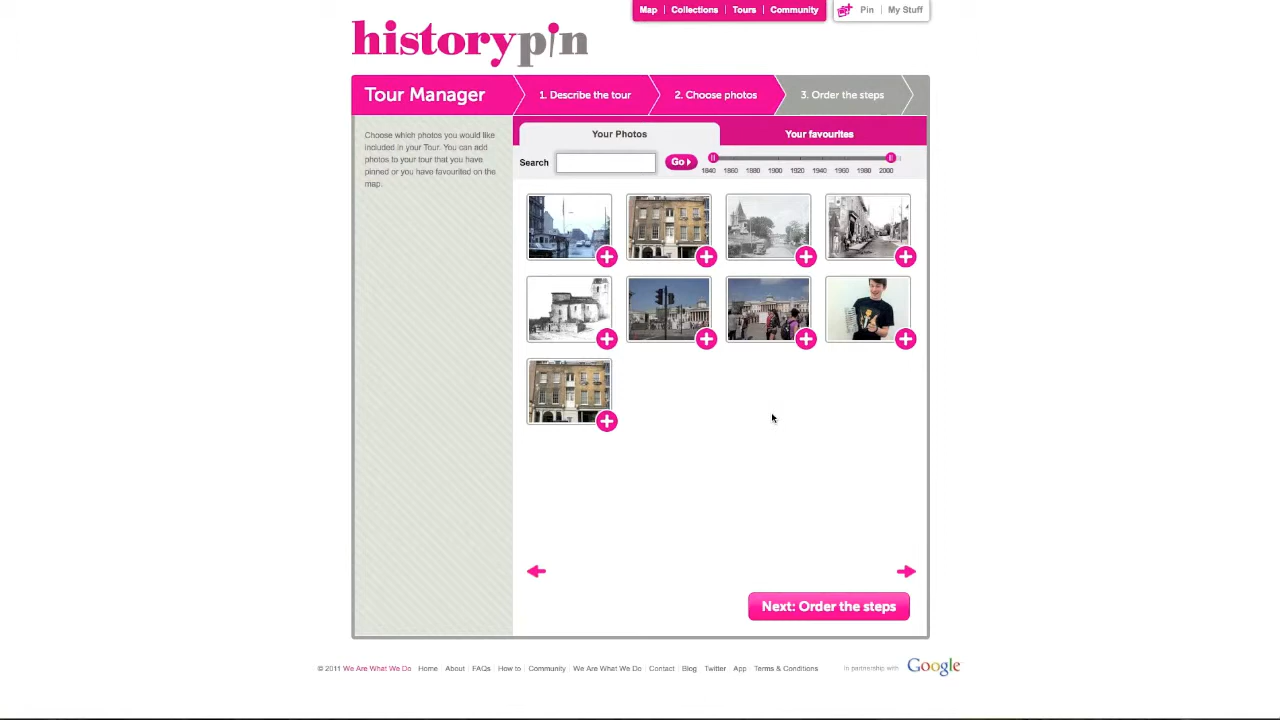 Map Collections Tours Community Pin My Stuff
historypin
Tour Manager 1. Describe the tour 2. Choose photos 3. Order the steps
Choose which photos you would like
included in your Tour. You can add
photos to your tour that you have
pinned or you have favourited on the
map.
Your Photos Your favourites
Search Go
1840 1860 1880 1900 1920 1940 1960 1980 2000
Next: Order the steps
© 2011 We Are What We Do Home About FAQs How to Community We Are What We Do Contact Blog Twitter App Terms & Conditions in partnership with Google